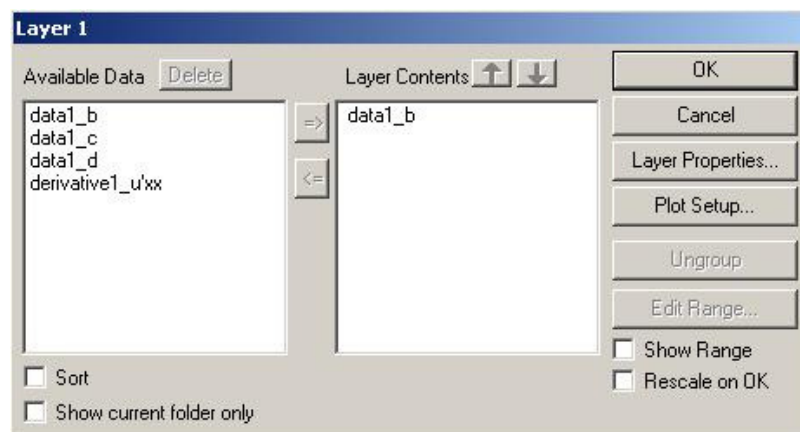 Layer 1
Available Data Delete
Layer Contents
data1_b
data1_c
data1_d
derivative1_u'xx
=>
<=
data1_b
OK
Cancel
Layer Properties...
Plot Setup...
Ungroup
Edit Range...
Show Range
Rescale on OK
Sort
Show current folder only